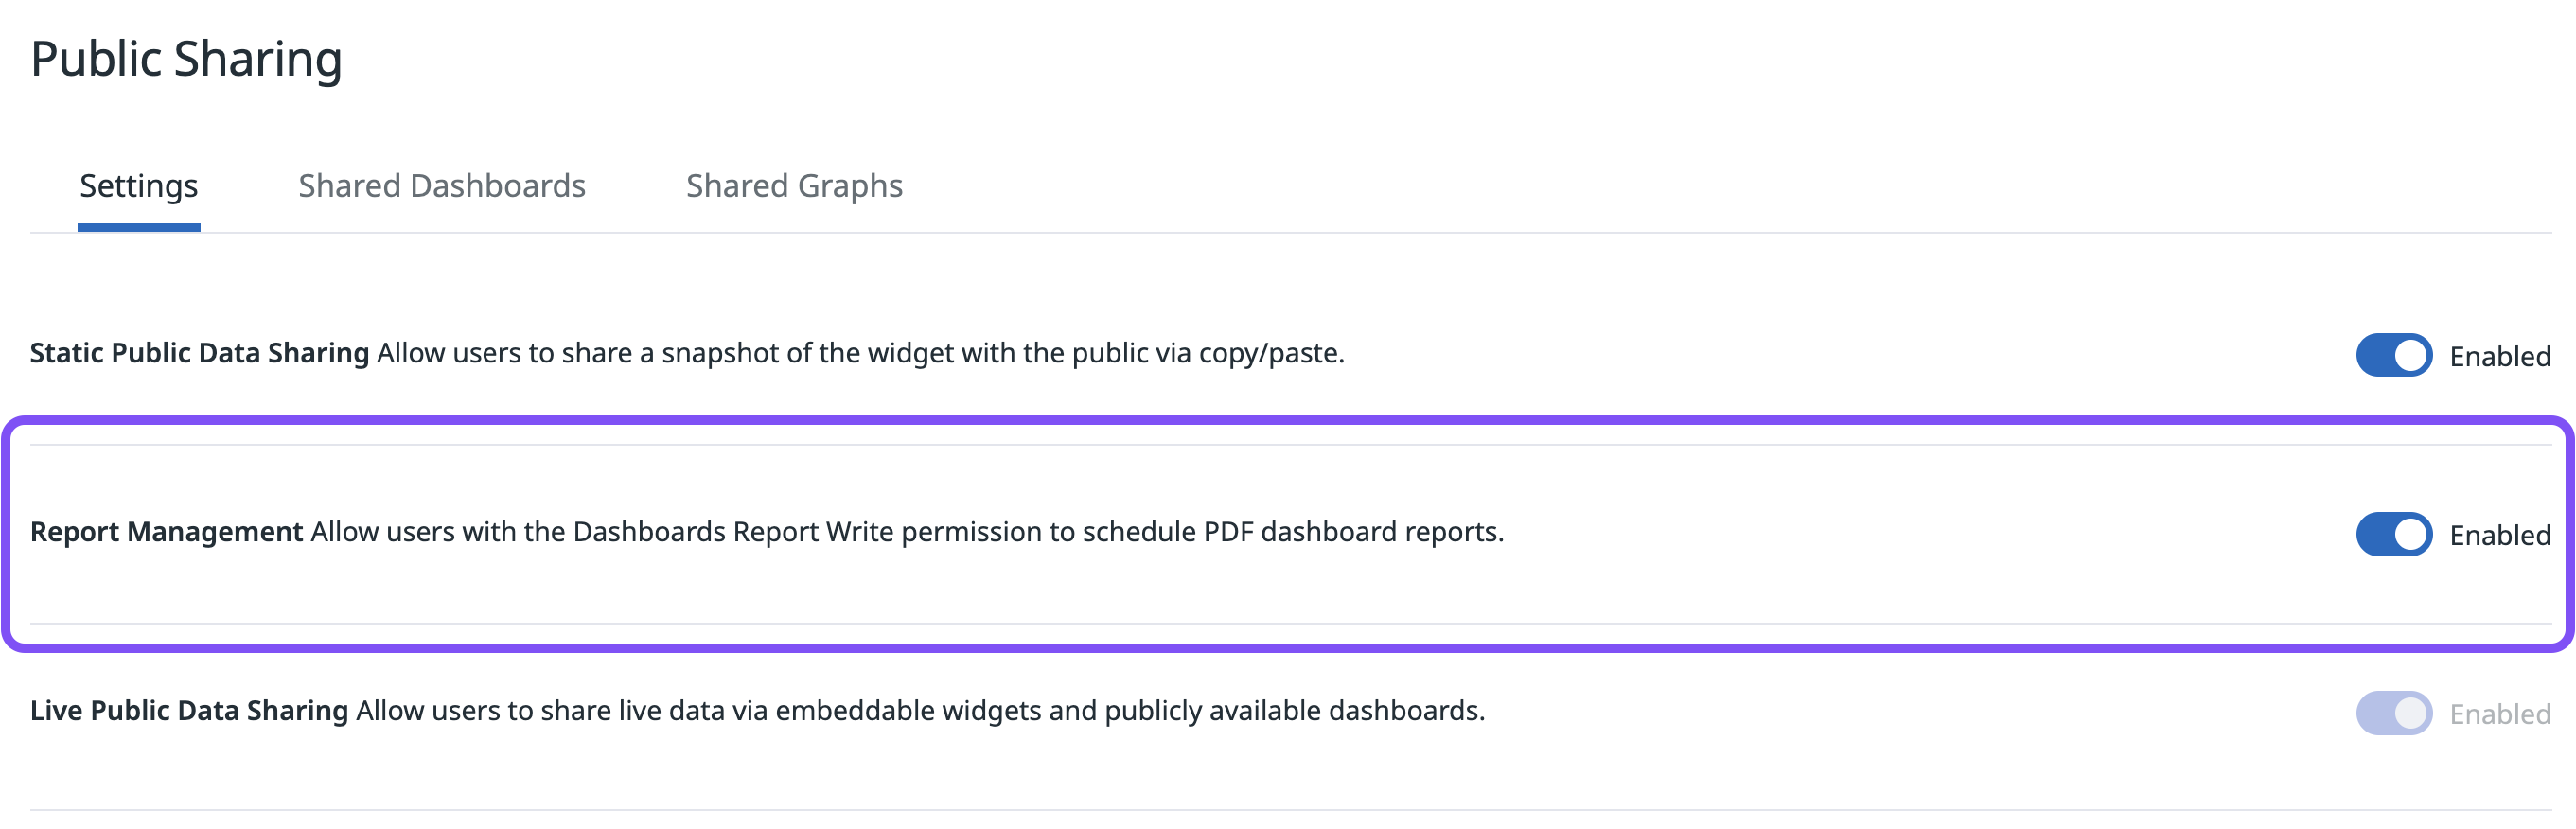 Public Sharing
Settings
Shared Dashboards
Shared Graphs
Static Public Data Sharing Allow users to share a snapshot of the widget with the public via copy/paste.
Enabled
Report Management Allow users with the Dashboards Report Write permission to schedule PDF dashboard reports.
Enabled
Live Public Data Sharing Allow users to share live data via embeddable widgets and publicly available dashboards.
Enabled